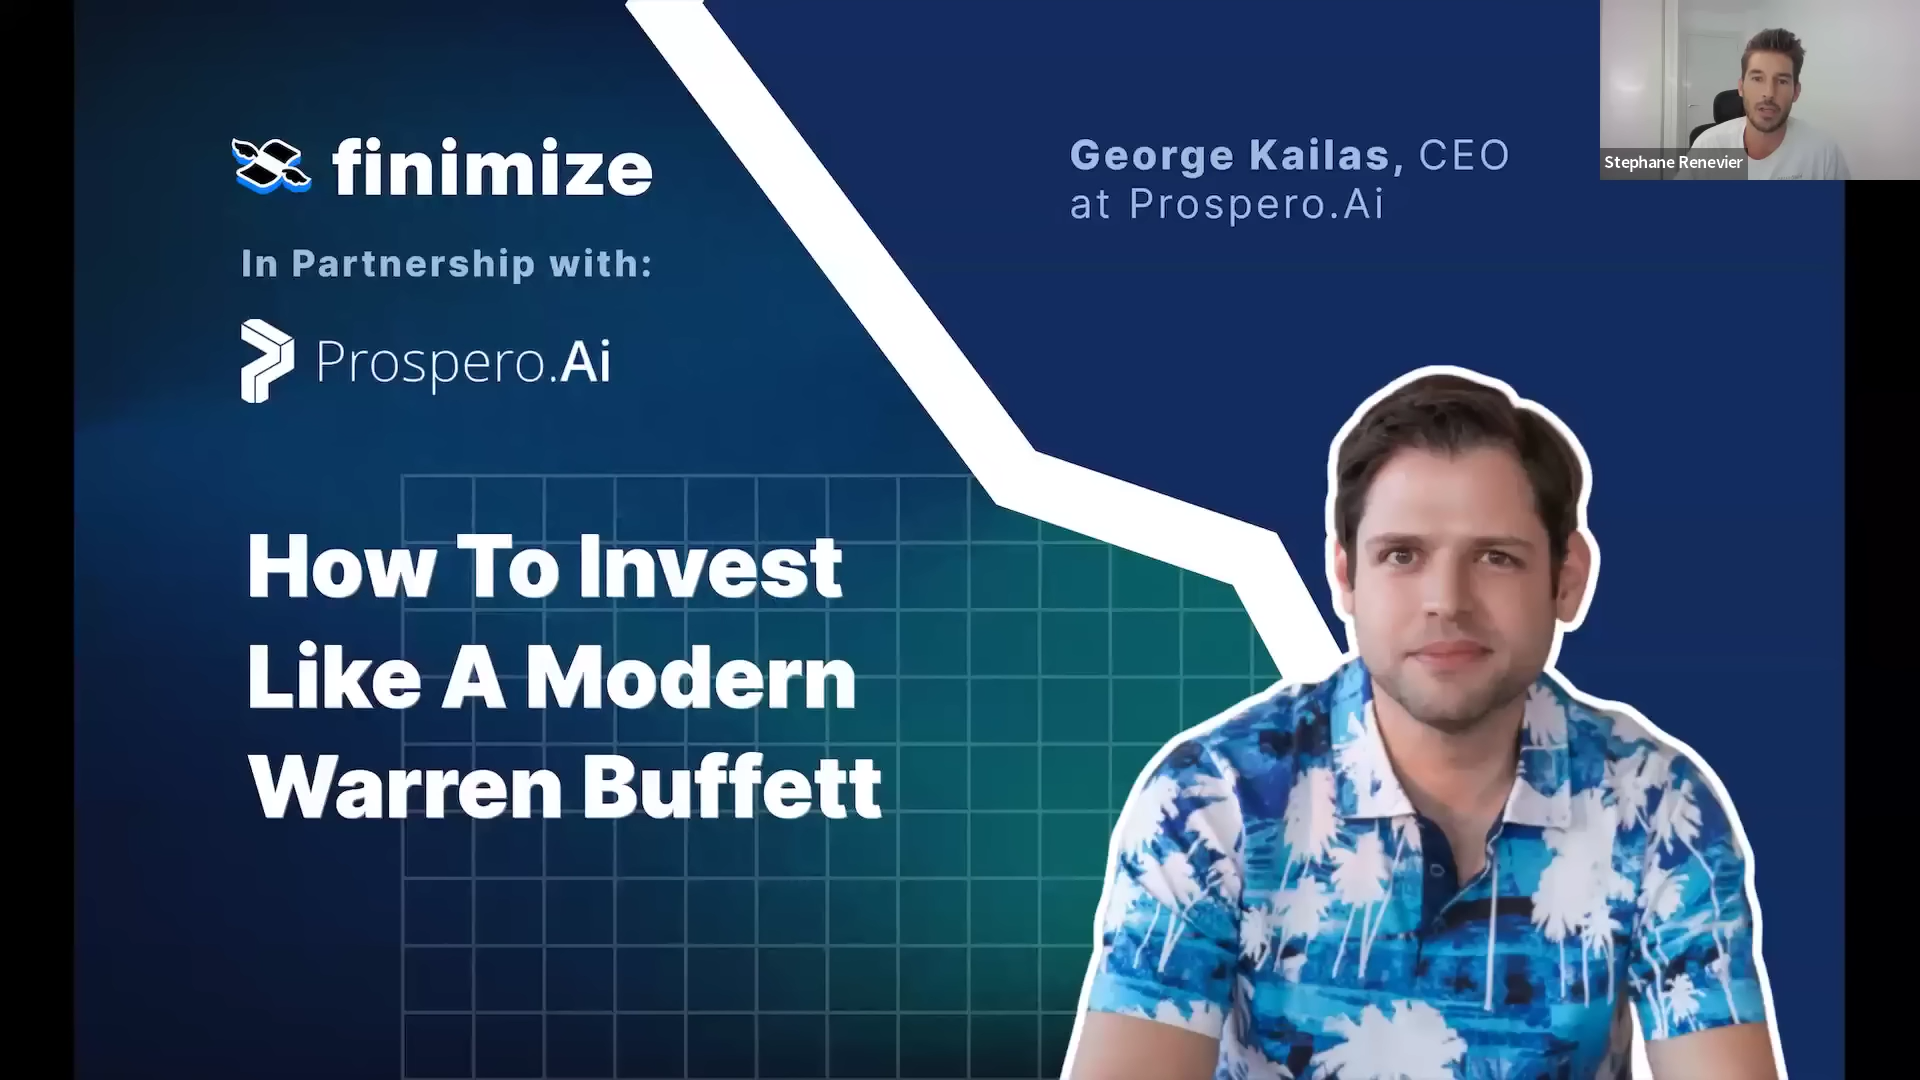 finimize
In Partnership with:
Prospero.Ai
How To Invest
Like A Modern
Warren Buffett
George Kailas, CEO
at Prospero.Ai
Stephane Renevier